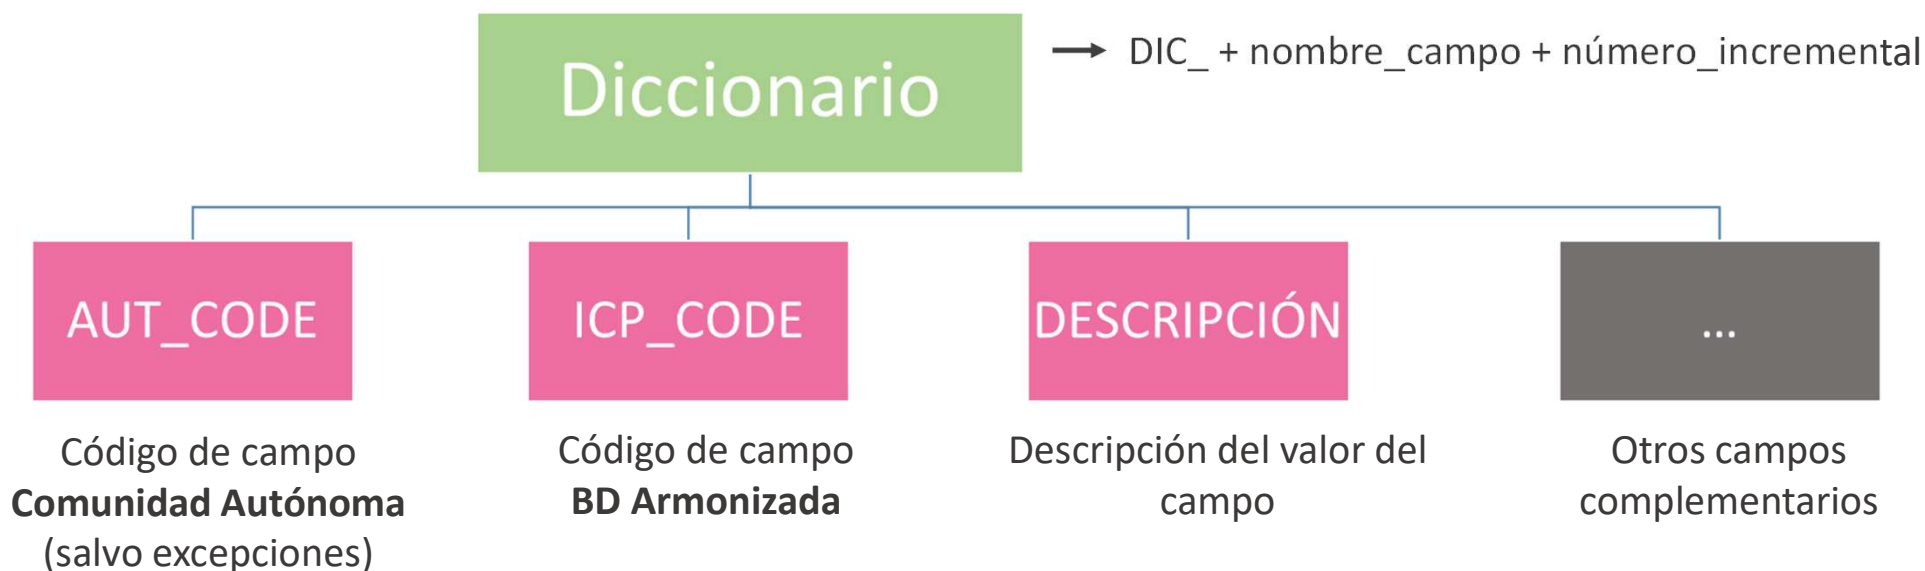 Diccionario
→ DIC_ + nombre_campo + número_incremental
AUT_CODE
ICP_CODE
DESCRIPCIÓN
...
Código de campo
Comunidad Autónoma
(salvo excepciones)
Código de campo
BD Armonizada
Descripción del valor del
campo
Otros campos
complementarios